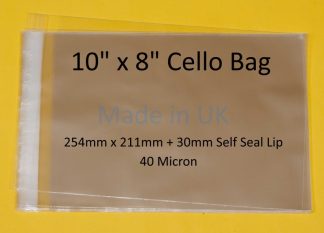 10" x 8" Cello Bag
Made in UK
254mm x 211mm + 30mm Self Seal Lip
40 Micron